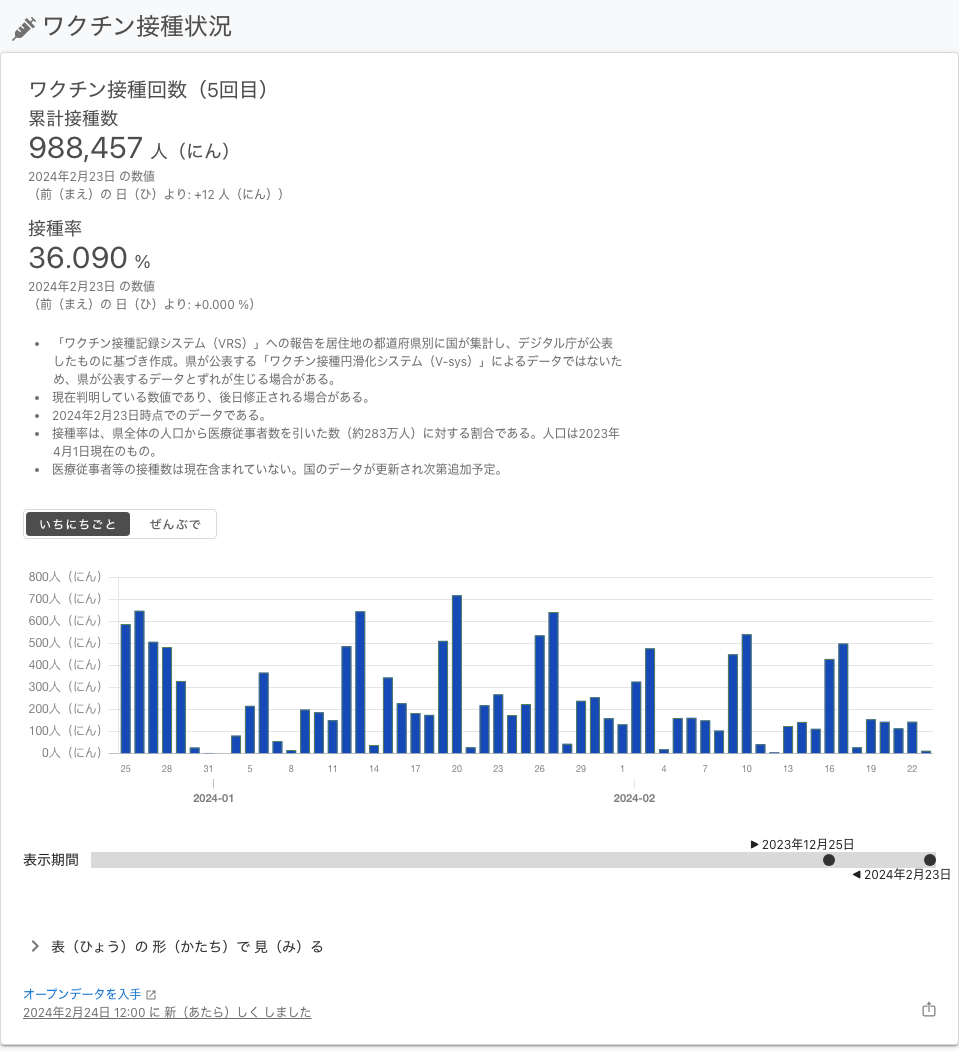 ワクチン接種状況
ワクチン接種回数（5回目）
累計接種数
988,457 人（にん）
2024年2月23日 の数値
（前（まえ）の 日（ひ）より: +12 人（にん））
接種率
36.090 %
2024年2月23日 の数値
（前（まえ）の 日（ひ）より: +0.000 %）
• 「ワクチン接種記録システム（VRS）」への報告を居住地の都道府県別に国が集計し、デジタル庁が公表
したものに基づき作成。県が公表する「ワクチン接種円滑化システム（V-sys）」によるデータではないた
め、県が公表するデータとずれが生じる場合がある。
• 現在判明している数値であり、後日修正される場合がある。
• 2024年2月23日時点でのデータである。
• 接種率は、県全体の人口から医療従事者数を引いた数（約283万人）に対する割合である。人口は2023年
4月1日現在のもの。
• 医療従事者等の接種数は現在含まれていない。国のデータが更新され次第追加予定。
いちにちごと ぜんぶで
800人（にん）
700人（にん）
600人（にん）
500人（にん）
400人（にん）
300人（にん）
200人（にん）
100人（にん）
0人（にん）
25 28 31 5 8 11 14 17 20 23 26 29 1 4 7 10 13 16 19 22
2024-01 2024-02
▶ 2023年12月25日
表示期間
◀ 2024年2月23日
表（ひょう）の 形（かたち）で 見（み）る
オープンデータを入手
2024年2月24日 12:00 に 新（あたら）しく しました